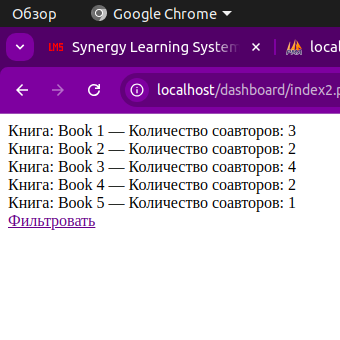 Обзор Google Chrome
LMS Synergy Learning System local
localhost/dashboard/index2.p
Книга: Book 1 — Количество соавторов: 3
Книга: Book 2 — Количество соавторов: 2
Книга: Book 3 — Количество соавторов: 4
Книга: Book 4 — Количество соавторов: 2
Книга: Book 5 — Количество соавторов: 1
Фильтровать